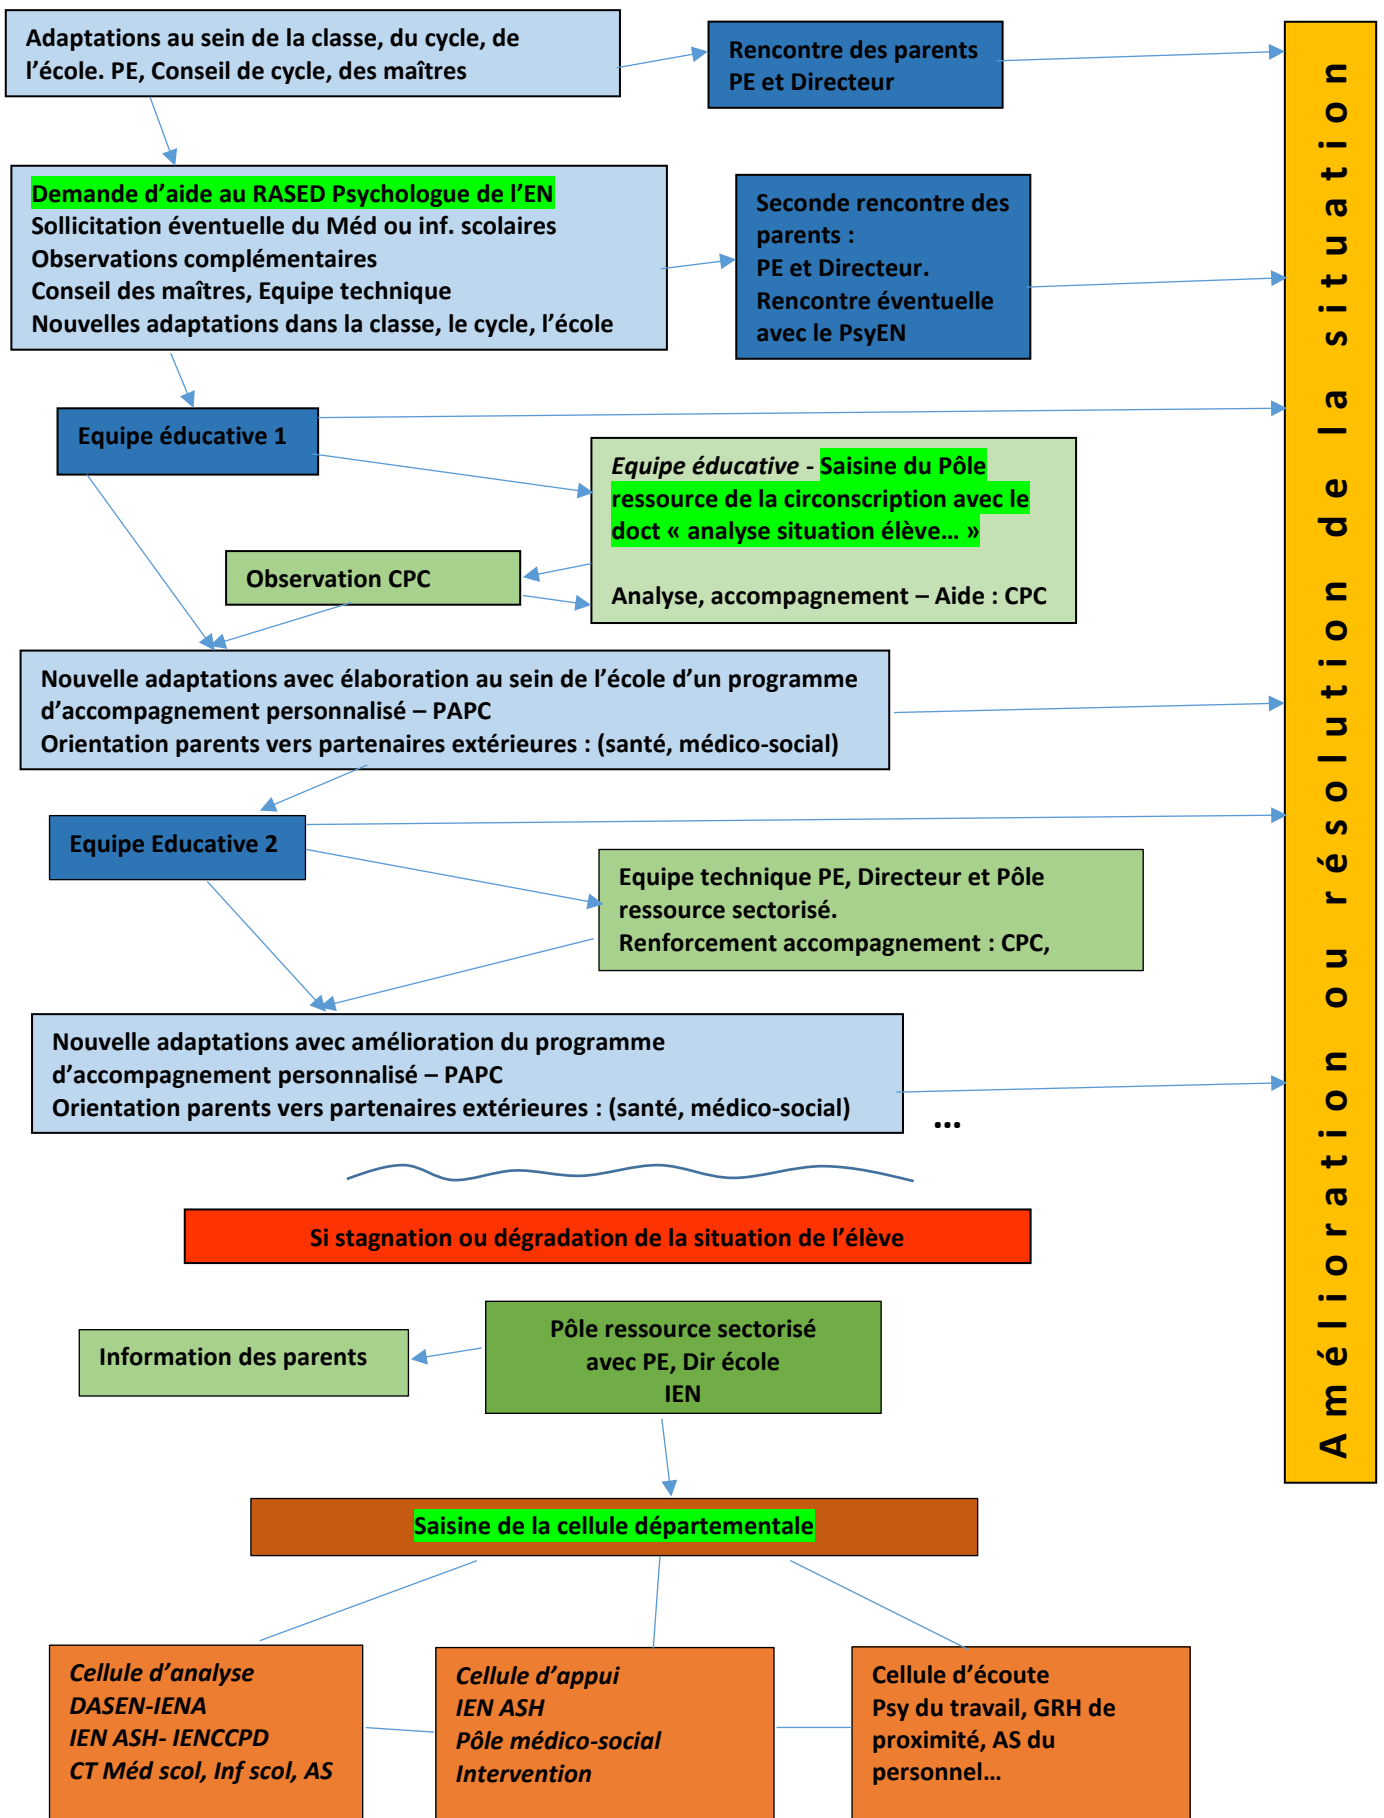 Adaptations au sein de la classe, du cycle, de
l’école. PE, Conseil de cycle, des maîtres
Rencontre des parents
PE et Directeur
Demande d’aide au RASED Psychologue de l’EN
Sollicitation éventuelle du Méd ou inf. scolaires
Observations complémentaires
Conseil des maîtres, Equipe technique
Nouvelles adaptations dans la classe, le cycle, l’école
Seconde rencontre des
parents :
PE et Directeur.
Rencontre éventuelle
avec le PsyEN
Equipe éducative 1
Equipe éducative - Saisine du Pôle
ressource de la circonscription avec le
doct « analyse situation élève… »
Analyse, accompagnement – Aide : CPC
Observation CPC
Nouvelle adaptations avec élaboration au sein de l’école d’un programme
d’accompagnement personnalisé – PAPC
Orientation parents vers partenaires extérieures : (santé, médico-social)
Equipe Educative 2
Equipe technique PE, Directeur et Pôle
ressource sectorisé.
Renforcement accompagnement : CPC,
Nouvelle adaptations avec amélioration du programme
d’accompagnement personnalisé – PAPC
Orientation parents vers partenaires extérieures : (santé, médico-social)
…
Si stagnation ou dégradation de la situation de l’élève
Pôle ressource sectorisé
avec PE, Dir école
IEN
Information des parents
Saisine de la cellule départementale
Cellule d’analyse
DASEN-IENA
IEN ASH- IENCCPD
CT Méd scol, Inf scol, AS
Cellule d’appui
IEN ASH
Pôle médico-social
Intervention
Cellule d’écoute
Psy du travail, GRH de
proximité, AS du
personnel…
Amélioration ou résolution de la situation